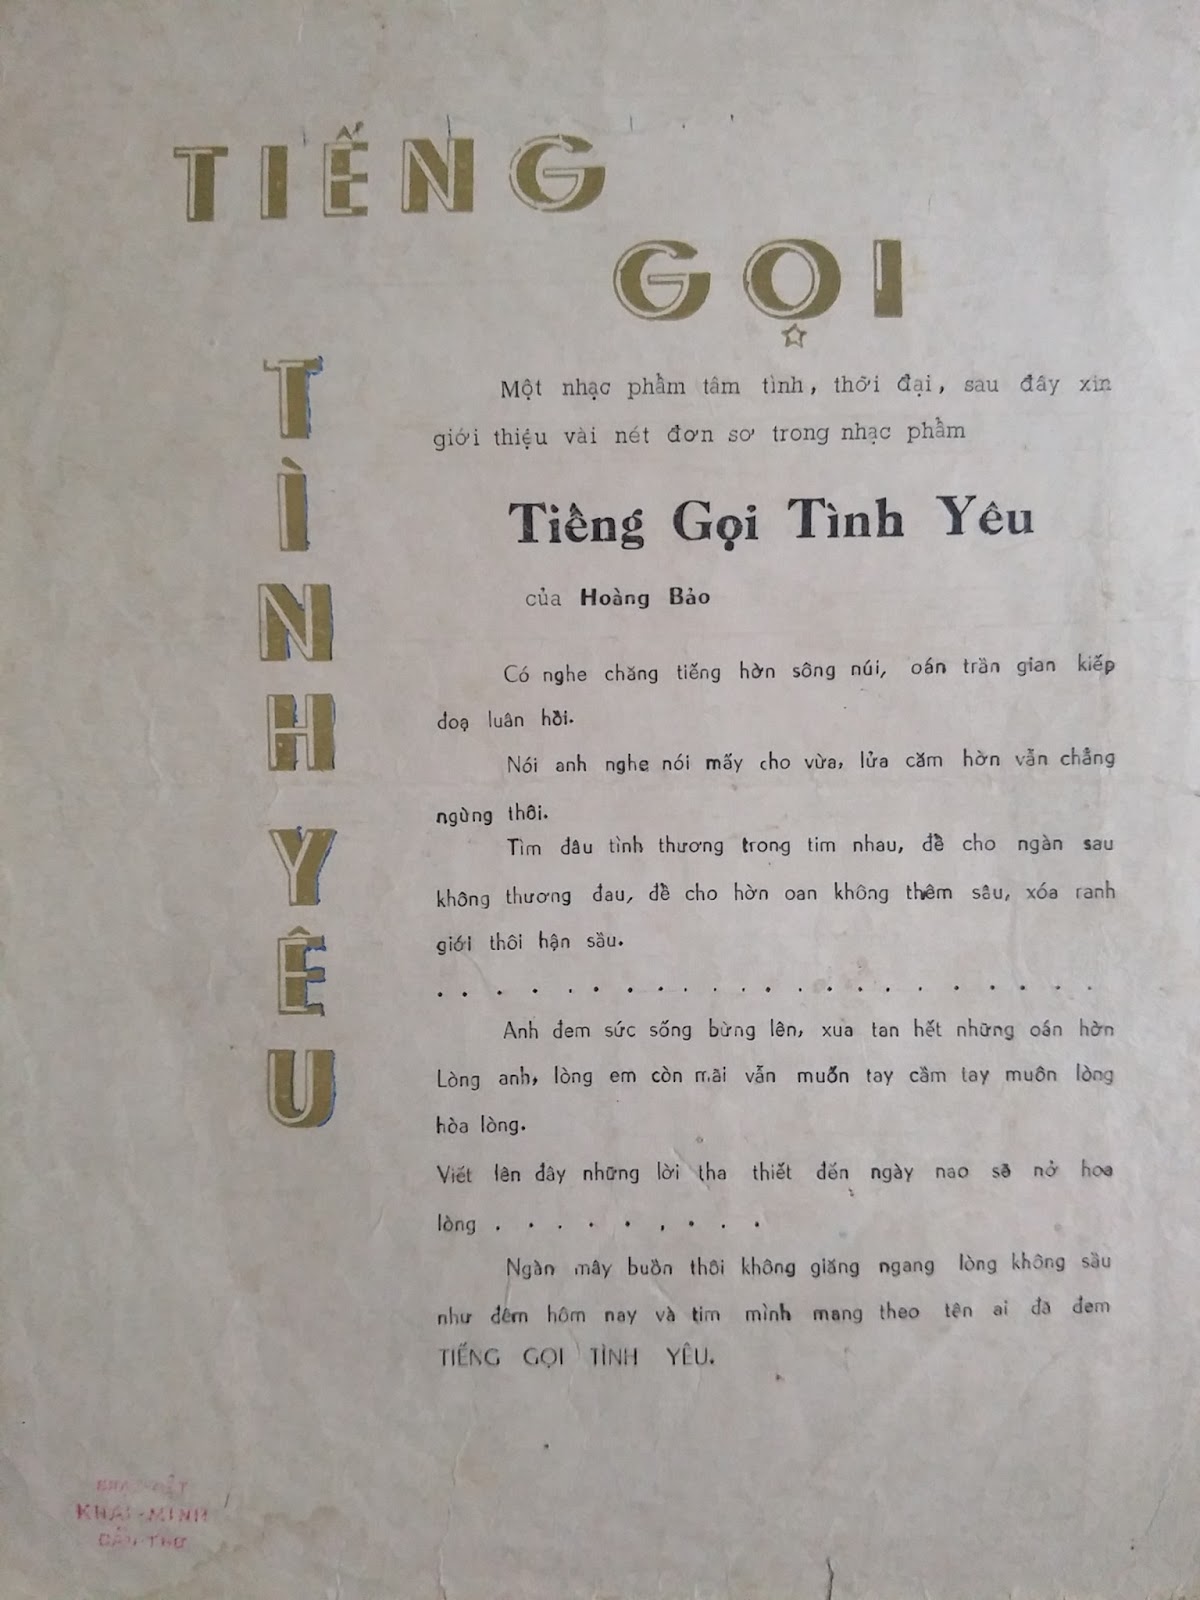 TIẾNG
GỌI
TÌNH YÊU
Một nhạc phẩm tâm tình, thời đại, sau đây xin
giới thiệu vài nét đơn sơ trong nhạc phẩm
Tiếng Gọi Tình Yêu
của Hoàng Bảo
Có nghe chăng tiếng hờn sông núi, oán trần gian kiếp
đoạ luân hồi.
Nói anh nghe nói mấy cho vừa, lửa căm hờn vẫn chẳng
ngừng thôi.
Tìm đâu tình thương trong tim nhau, để cho ngàn sau
không thương đau, để cho hờn oan không thêm sâu, xóa ranh
giới thôi hận sầu.
. . . . . . . . . . . . . . . . . . . . . . .
Anh đem sức sống bừng lên, xua tan hết những oán hờn
Lòng anh, lòng em còn mãi vẫn muốn tay cầm tay muôn lòng
hòa lòng.
Viết lên đây những lời tha thiết đến ngày nao sẽ nở hoa
lòng . . . . . , . . .
Ngàn mây buồn thôi không giăng ngang lòng không sầu
như đêm hôm nay và tim mình mang theo tên ai đã đem
TIẾNG GỌI TÌNH YÊU.
KHAI-MINH
CẦN-THƠ